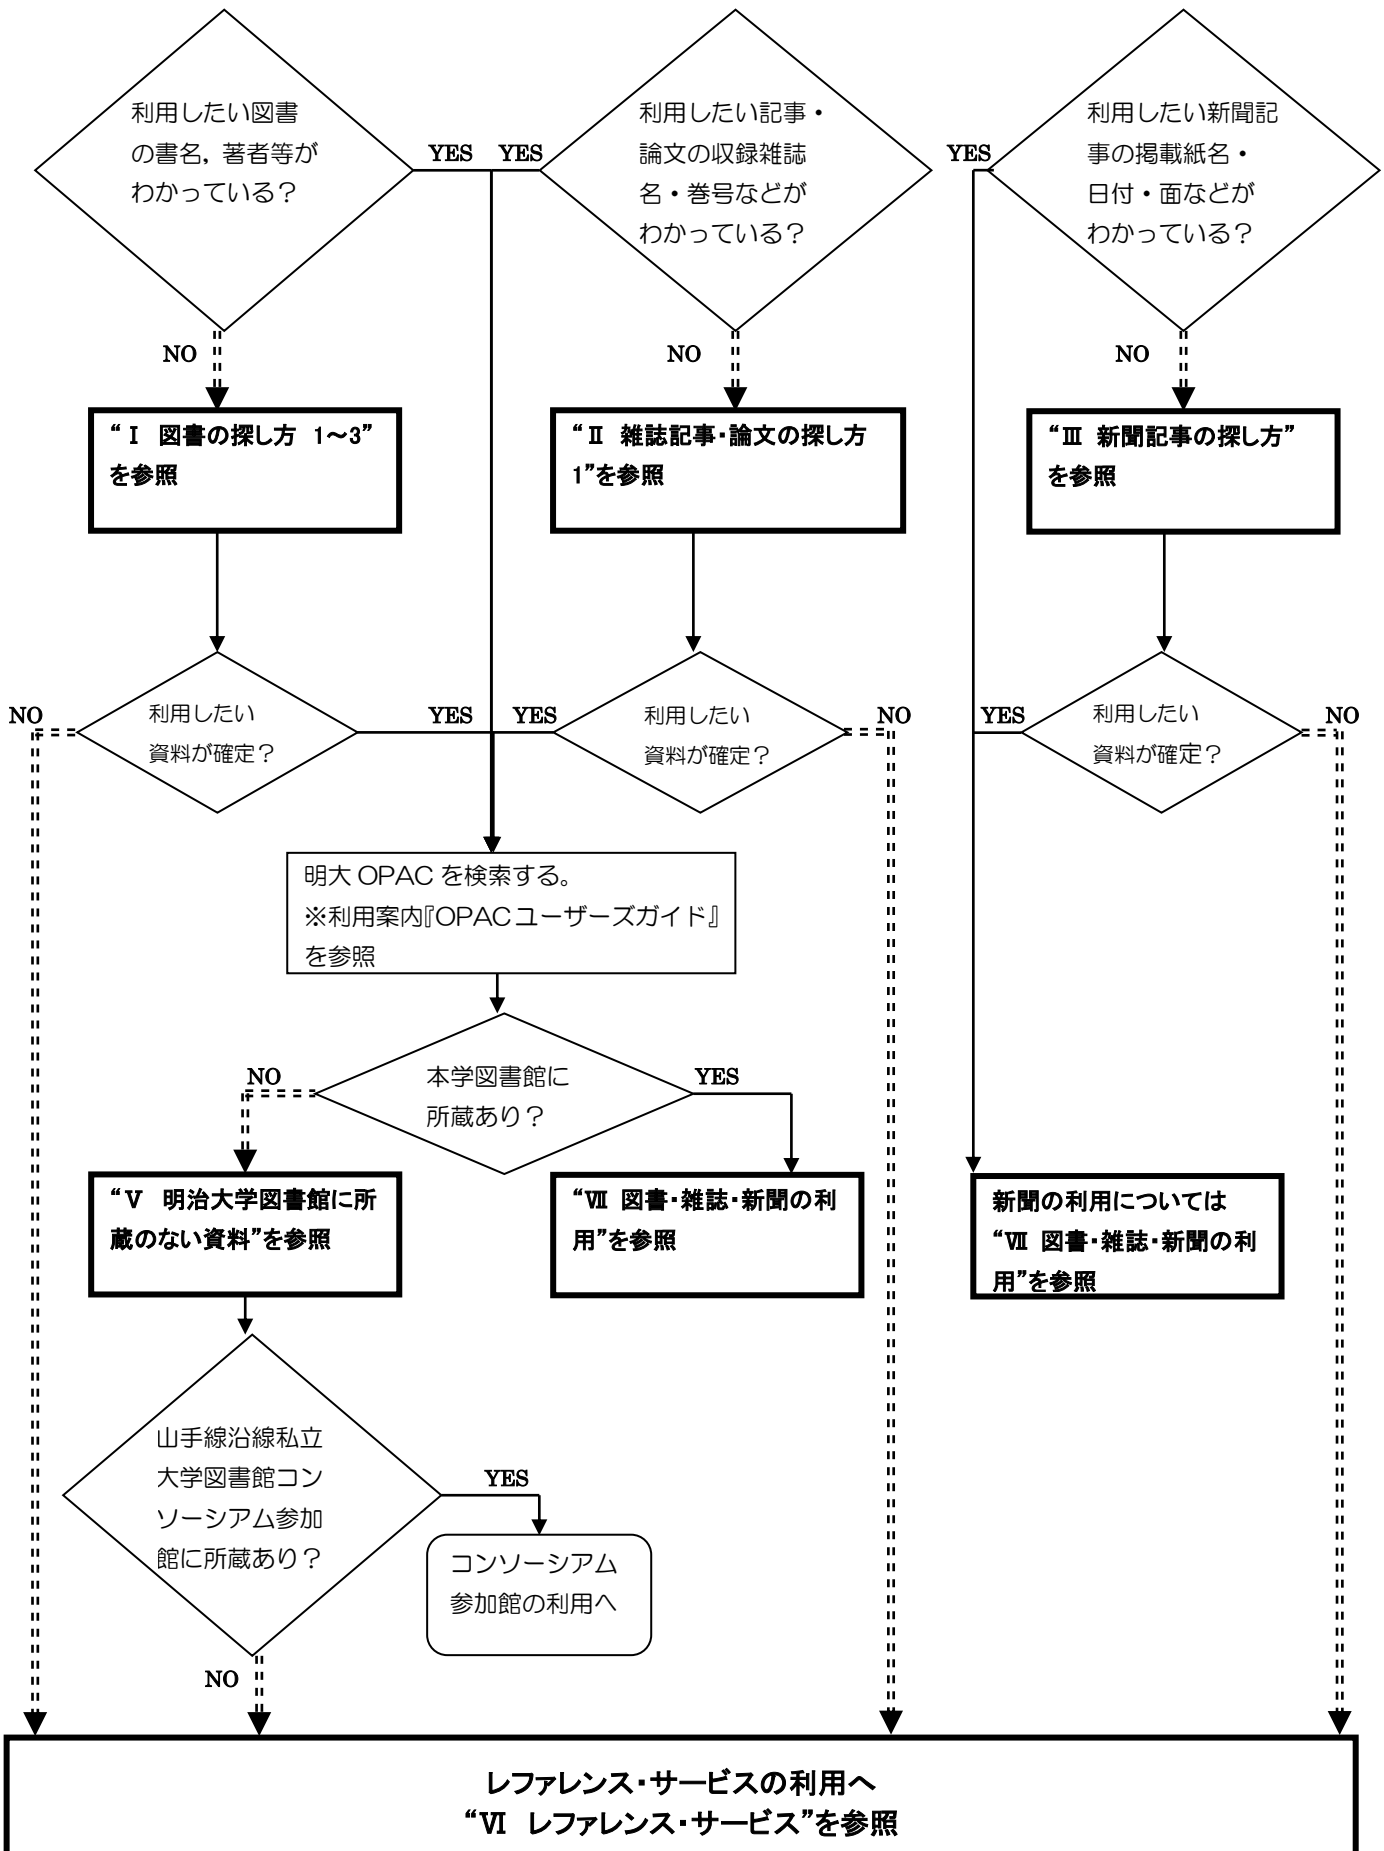 利用したい図書
の書名，著者等が
わかっている？
YES
YES
利用したい記事・
論文の収録雑誌
名・巻号などが
わかっている？
YES
利用したい新聞記
事の掲載紙名・
日付・面などが
わかっている？
NO
NO
NO
“Ⅰ　図書の探し方　1～3”
を参照
“Ⅱ　雑誌記事・論文の探し方
1”を参照
“Ⅲ　新聞記事の探し方”
を参照
NO
利用したい
資料が確定？
YES
YES
利用したい
資料が確定？
NO
YES
利用したい
資料が確定？
NO
明大 OPAC を検索する。
※利用案内『OPACユーザーズガイド』
を参照
NO
本学図書館に
所蔵あり？
YES
“Ⅴ　明治大学図書館に所
蔵のない資料”を参照
“Ⅶ　図書・雑誌・新聞の利
用”を参照
新聞の利用については
“Ⅶ　図書・雑誌・新聞の利
用”を参照
山手線沿線私立
大学図書館コン
ソーシアム参加
館に所蔵あり？
YES
コンソーシアム
参加館の利用へ
NO
レファレンス・サービスの利用へ
“Ⅵ　レファレンス・サービス”を参照